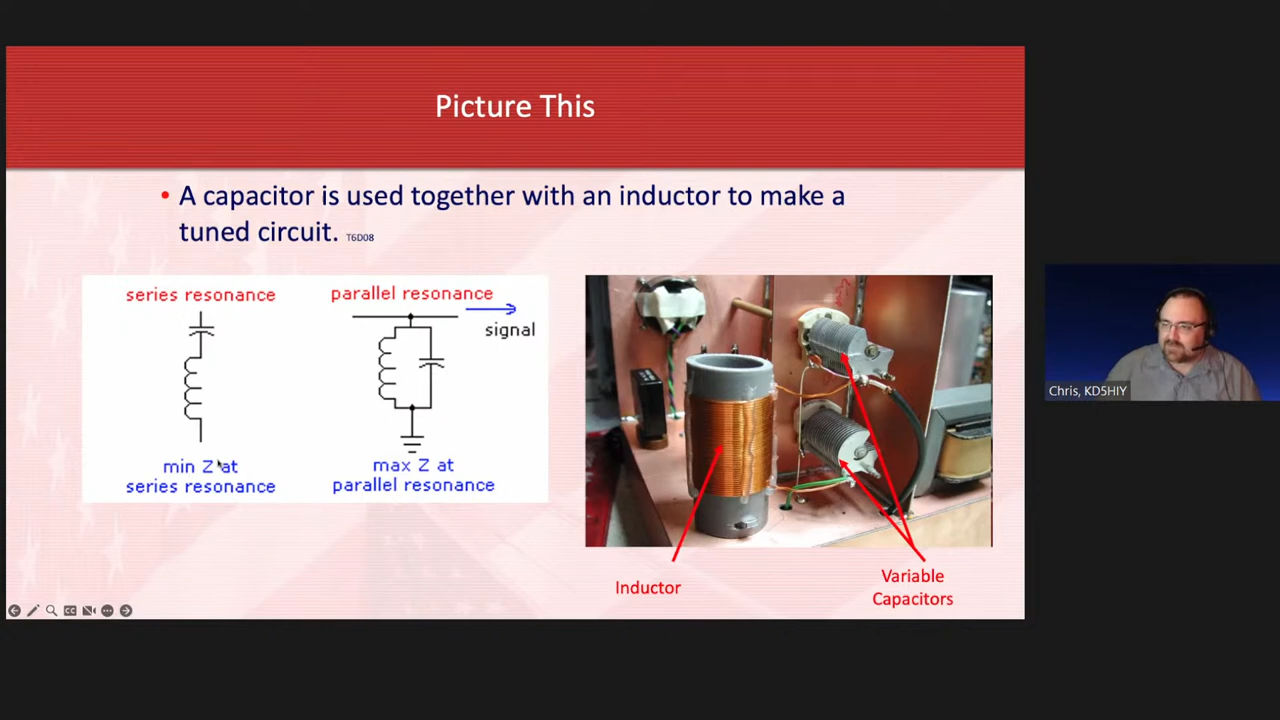 Picture This
• A capacitor is used together with an inductor to make a
tuned circuit. T6D08
series resonance
parallel resonance
signal
min Z at
series resonance
max Z at
parallel resonance
Inductor
Variable
Capacitors
Chris, KD5HIY
CC